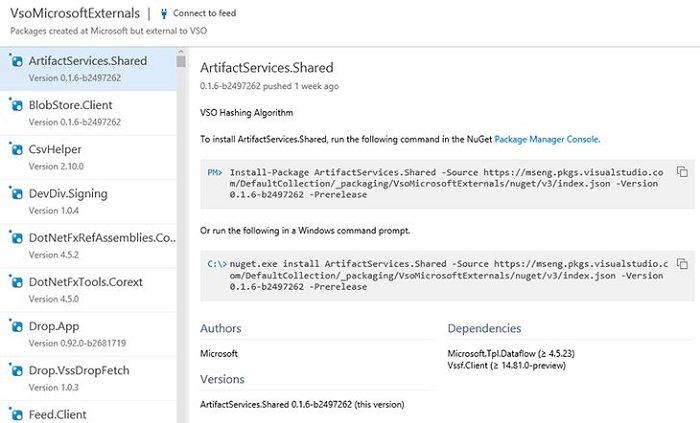 VsoMicrosoftExternals | Connect to feed
Packages created at Microsoft but external to VSO
ArtifactServices.Shared
Version 0.1.6-b2497262
BlobStore.Client
Version 0.1.6-b2497262
CsvHelper
Version 2.10.0
DevDiv.Signing
Version 1.0.4
DotNetFxRefAssemblies.Co...
Version 4.5.2
DotNetFxTools.Corext
Version 4.5.0
Drop.App
Version 0.92.0-b2681719
Drop.VssDropFetch
Version 1.0.3
Feed.Client
ArtifactServices.Shared
0.1.6-b2497262 pushed 1 week ago
VSO Hashing Algorithm
To install ArtifactServices.Shared, run the following command in the NuGet Package Manager Console.
PM> Install-Package ArtifactServices.Shared -Source https://mseng.pkgs.visualstudio.co
m/DefaultCollection/_packaging/VsoMicrosoftExternals/nuget/v3/index.json -Version
0.1.6-b2497262 -Prerelease
Or run the following in a Windows command prompt.
C:\> nuget.exe install ArtifactServices.Shared -Source https://mseng.pkgs.visualstudio.c
om/DefaultCollection/_packaging/VsoMicrosoftExternals/nuget/v3/index.json -Version
0.1.6-b2497262 -Prerelease
Authors
Microsoft
Versions
ArtifactServices.Shared 0.1.6-b2497262 (this version)
Dependencies
Microsoft.Tpl.Dataflow (≥ 4.5.23)
Vssf.Client (≥ 14.81.0-preview)